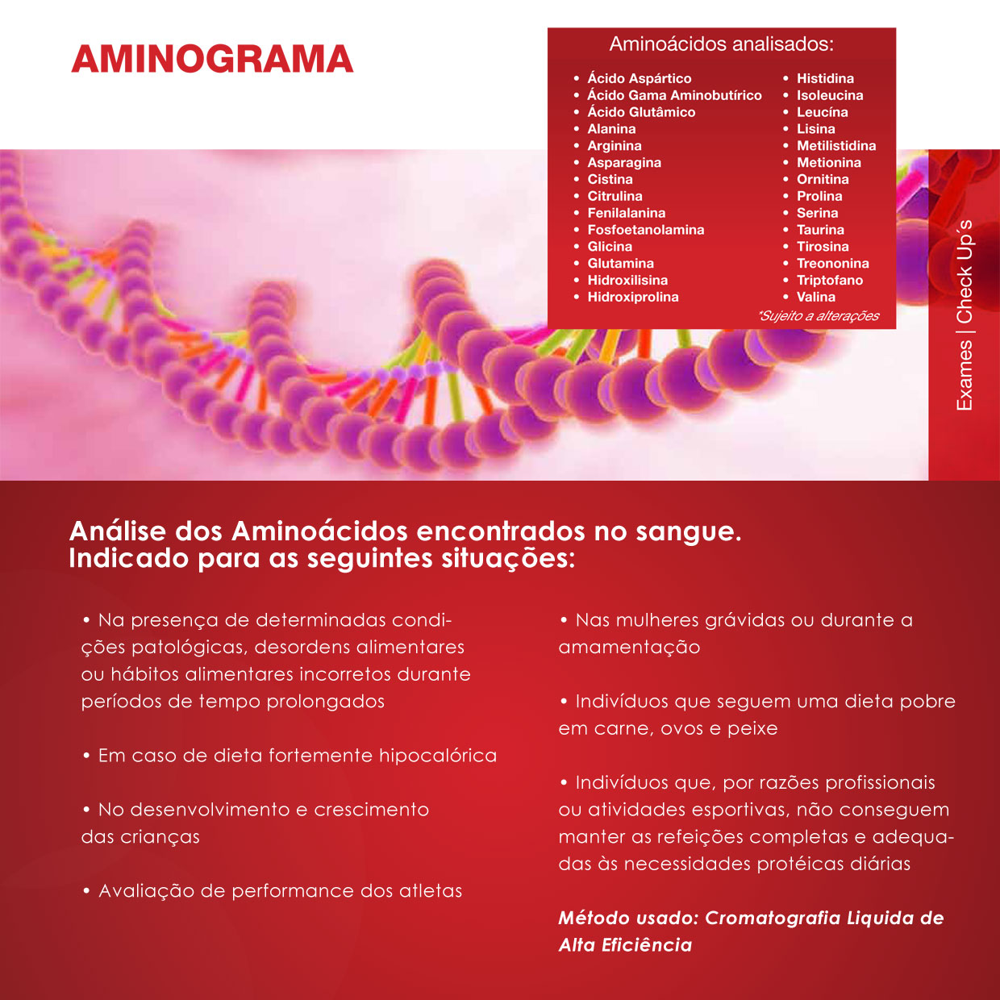 AMINOGRAMA
Aminoácidos analisados:
• Ácido Aspártico
• Ácido Gama Aminobutírico
• Ácido Glutâmico
• Alanina
• Arginina
• Asparagina
• Cistina
• Citrulina
• Fenilalanina
• Fosfoetanolamina
• Glicina
• Glutamina
• Hidroxilisina
• Hidroxiprolina
• Histidina
• Isoleucina
• Leucína
• Lisina
• Metilistidina
• Metionina
• Ornitina
• Prolina
• Serina
• Taurina
• Tirosina
• Treononina
• Triptofano
• Valina
*Sujeito a alterações
Exames | Check Up´s
Análise dos Aminoácidos encontrados no sangue.
Indicado para as seguintes situações:
• Na presença de determinadas condi-
ções patológicas, desordens alimentares
ou hábitos alimentares incorretos durante
períodos de tempo prolongados
• Em caso de dieta fortemente hipocalórica
• No desenvolvimento e crescimento
das crianças
• Avaliação de performance dos atletas
• Nas mulheres grávidas ou durante a
amamentação
• Indivíduos que seguem uma dieta pobre
em carne, ovos e peixe
• Indivíduos que, por razões profissionais
ou atividades esportivas, não conseguem
manter as refeições completas e adequa-
das às necessidades protéicas diárias
Método usado: Cromatografia Liquida de
Alta Eficiência